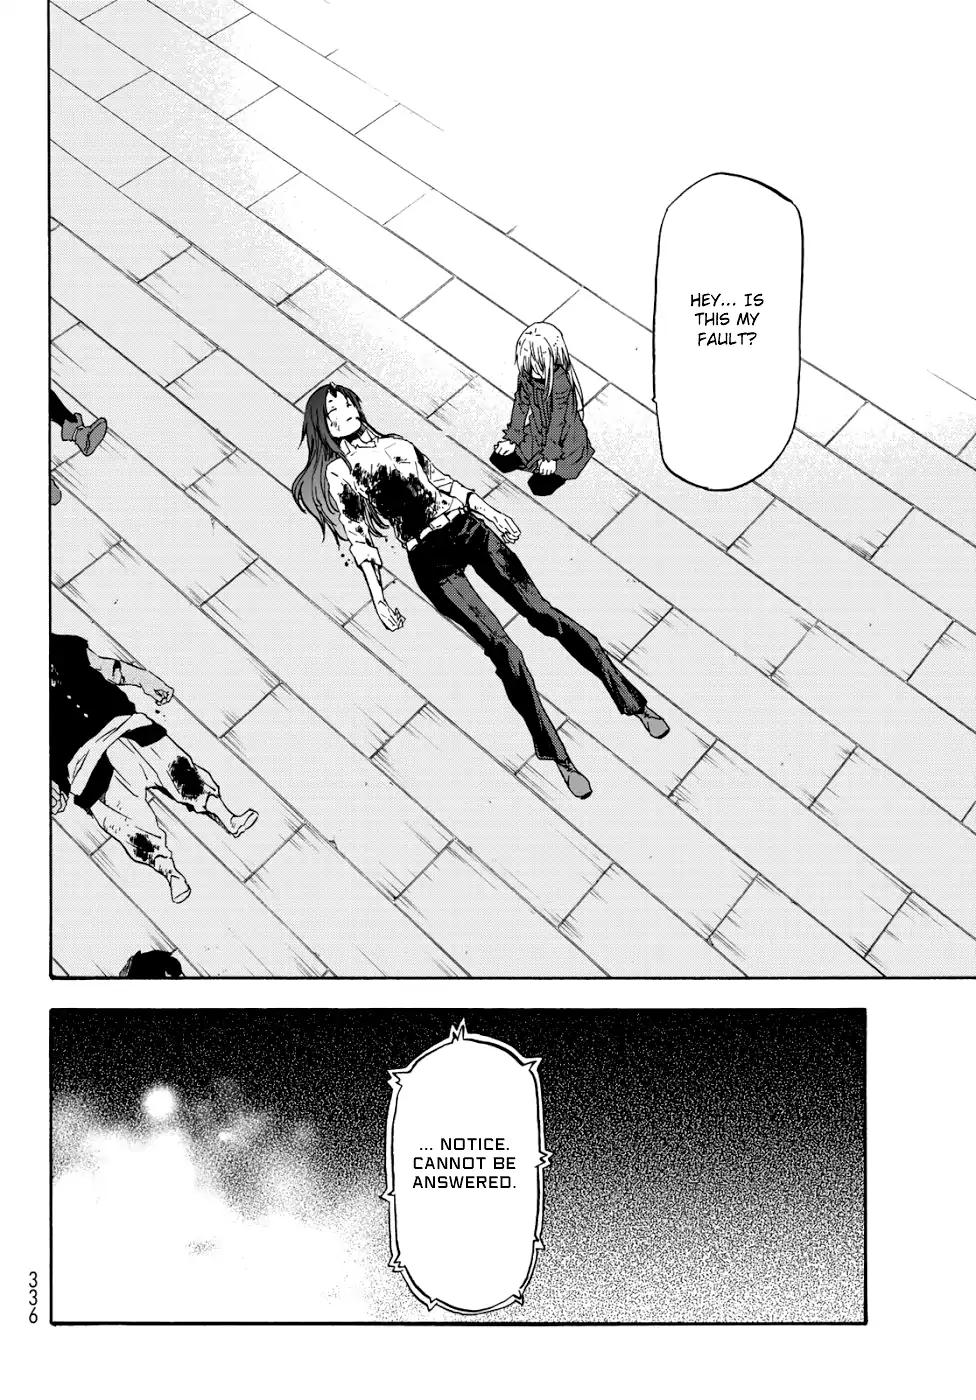 HEY... IS
THIS MY
FAULT?
... NOTICE.
CANNOT BE
ANSWERED.
336